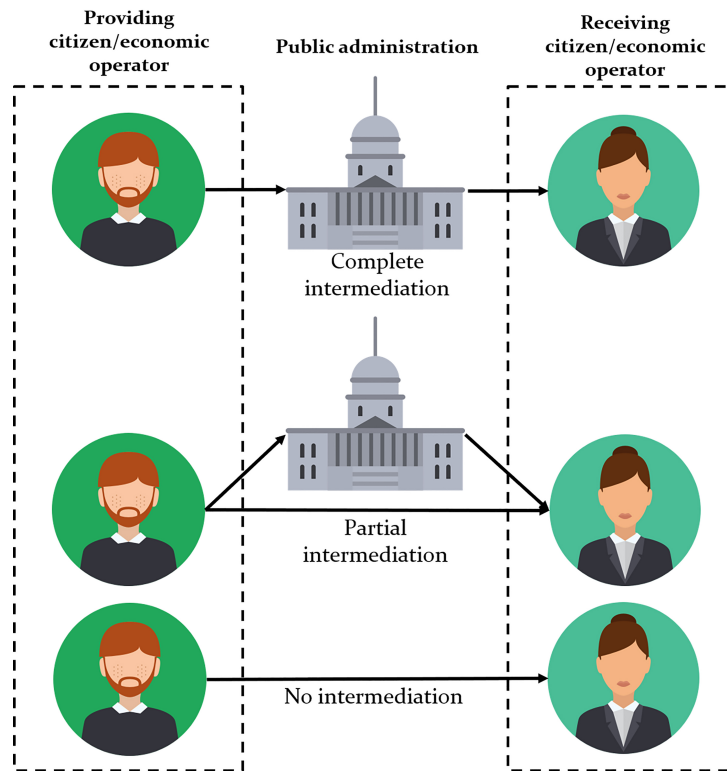 Providing
citizen/economic
operator
Public administration
Receiving
citizen/economic
operator
Complete
intermediation
Partial
intermediation
No intermediation